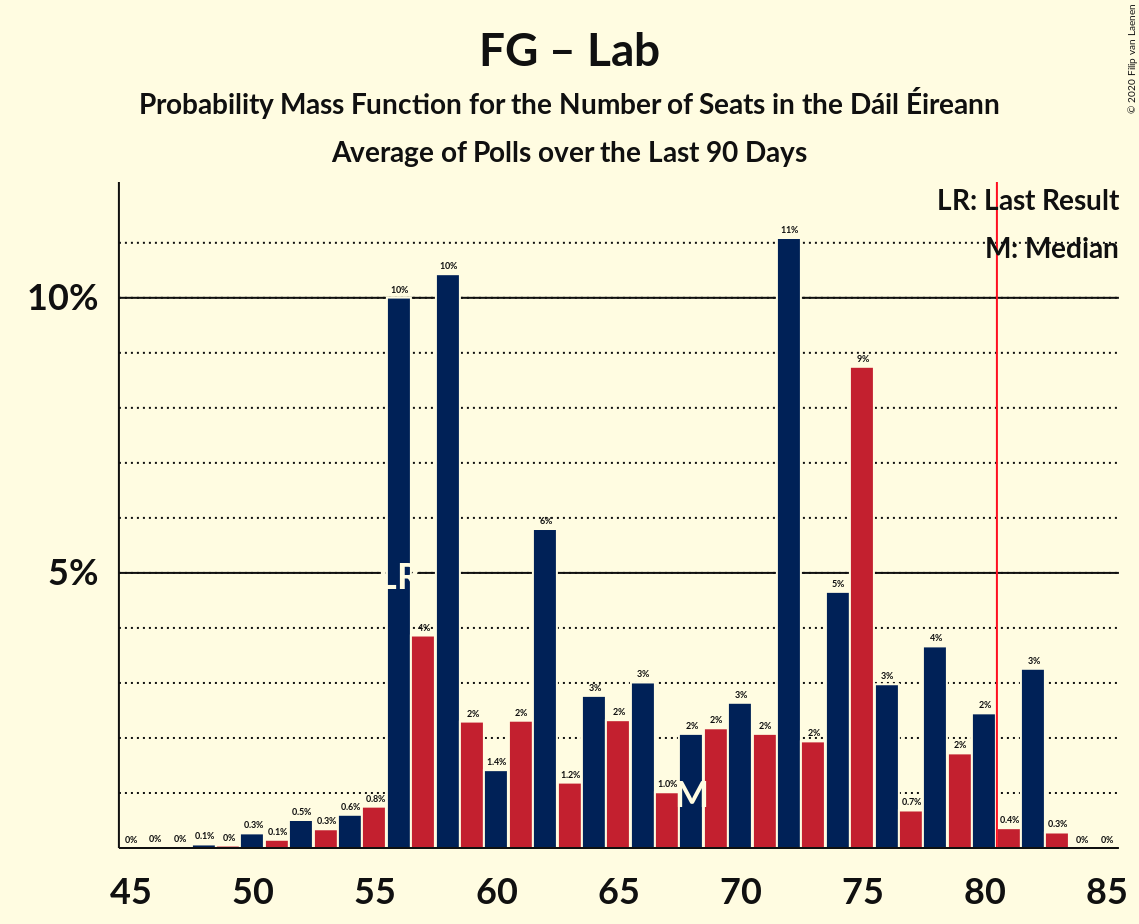 FG – Lab
Probability Mass Function for the Number of Seats in the Dáil Éireann
Average of Polls over the Last 90 Days
© 2020 Filip van Laenen
LR: Last Result
M: Median
10%
5%
0% 0% 0% 0.1% 0% 0.3% 0.1% 0.5% 0.3% 0.6% 0.8% 10% 4% 10% 2% 1.4% 2% 6% 1.2% 3% 2% 3% 1.0% 2% 2% 3% 2% 11% 2% 5% 9% 3% 0.7% 4% 2% 2% 0.4% 3% 0.3% 0% 0%
LR
M
45 50 55 60 65 70 75 80 85